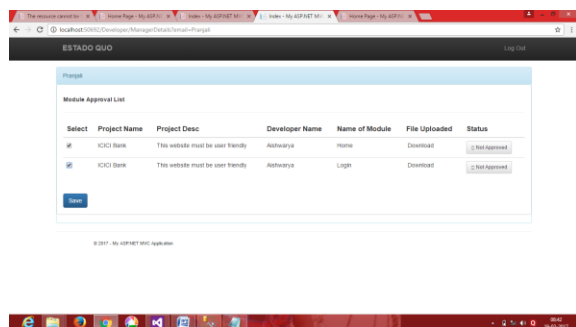 The resource cannot be
Home Page - My ASP.NET
Index - My ASP.NET MVC
Index - My ASP.NET MVC
Home Page - My ASP.NET
localhost:50692/Developer/ManagerDetails?email=Pranjali
ESTADO QUO Log Out
Pranjali
Module Approval List
Select Project Name Project Desc Developer Name Name of Module File Uploaded Status
ICICI Bank This website must be user friendly Aishwarya Home Download Not Approved
ICICI Bank This website must be user friendly Aishwarya Login Download Not Approved
Save
© 2017 - My ASP.NET MVC Application